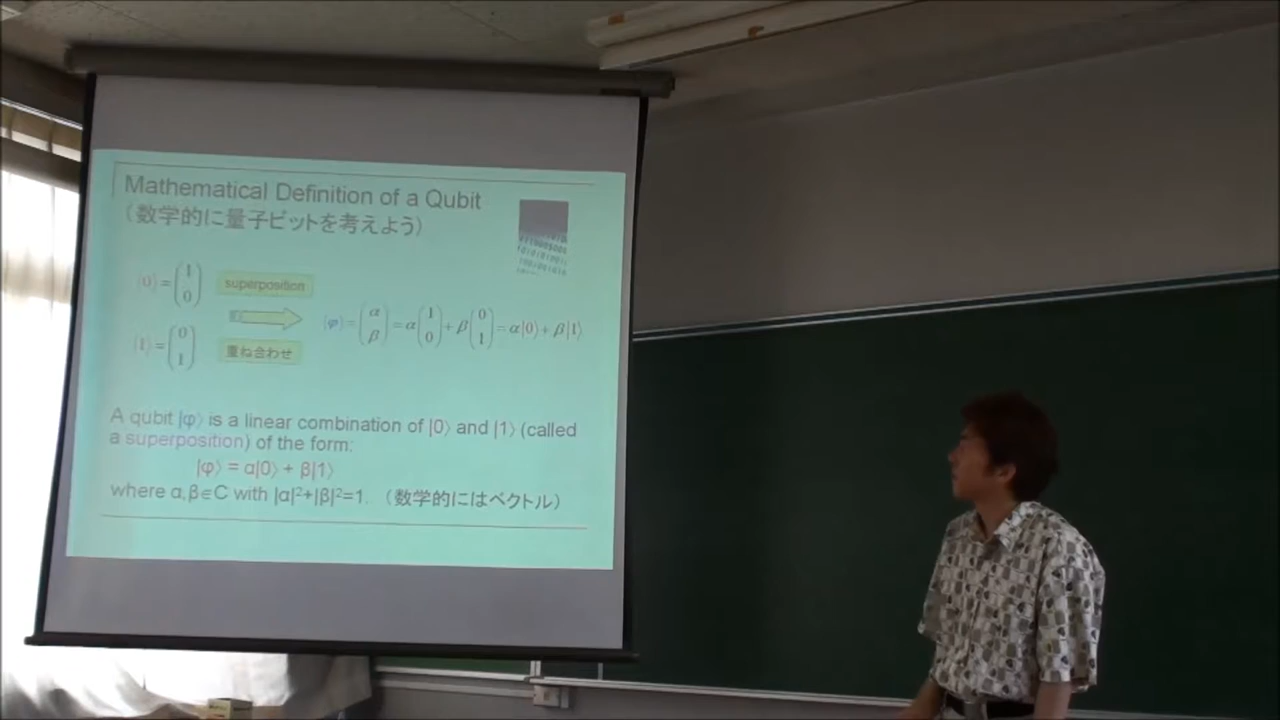 Mathematical Definition of a Qubit
（数学的に量子ビットを考えよう）
|0⟩=(1 0)
superposition
|φ⟩=(α β)=α(1 0)+β(0 1)=α|0⟩+β|1⟩
|1⟩=(0 1)
重ね合わせ
A qubit |φ⟩ is a linear combination of |0⟩ and |1⟩ (called
a superposition) of the form:
|φ⟩ = α|0⟩ + β|1⟩
where α,β∈C with |α|²+|β|²=1. （数学的にはベクトル）